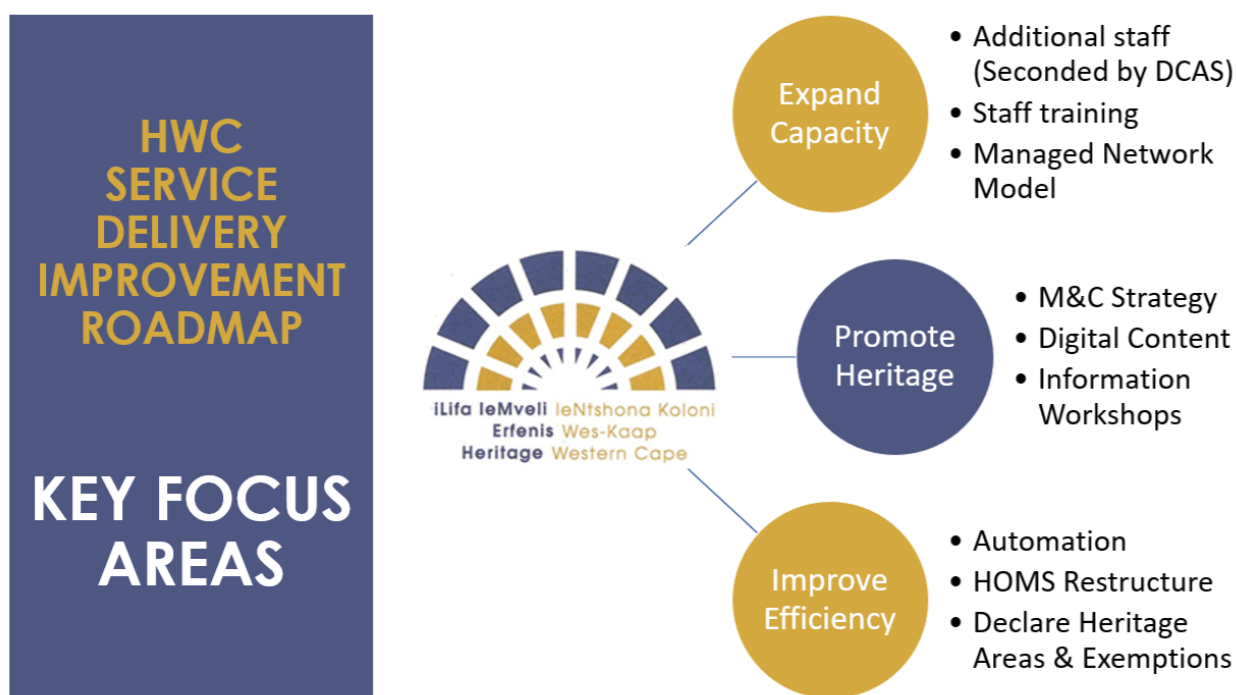 HWC
SERVICE
DELIVERY
IMPROVEMENT
ROADMAP
KEY FOCUS
AREAS
iLifa leMveli leNtshona Koloni
Erfenis Wes-Kaap
Heritage Western Cape
Expand
Capacity
• Additional staff
(Seconded by DCAS)
• Staff training
• Managed Network
Model
Promote
Heritage
• M&C Strategy
• Digital Content
• Information
Workshops
Improve
Efficiency
• Automation
• HOMS Restructure
• Declare Heritage
Areas & Exemptions